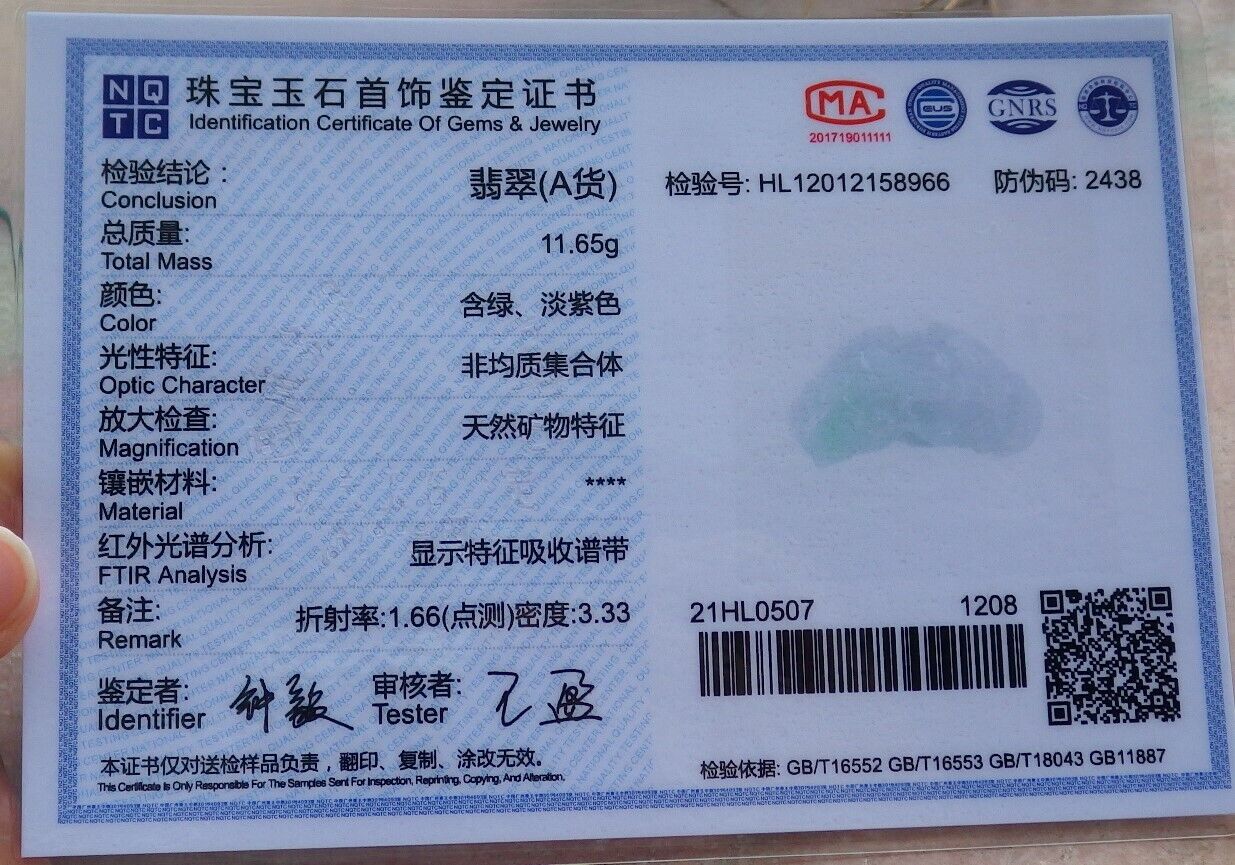 NQTC
珠宝玉石首饰鉴定证书
Identification Certificate Of Gems & Jewelry
MA
201719011111
CEUS
GNRS
检验结论:
Conclusion
翡翠(A货)
总质量:
Total Mass
11.65g
颜色:
Color
含绿、淡紫色
光性特征:
Optic Character
非均质集合体
放大检查:
Magnification
天然矿物特征
镶嵌材料:
Material
****
红外光谱分析:
FTIR Analysis
显示特征吸收谱带
备注:
Remark
折射率:1.66(点测)密度:3.33
鉴定者:
Identifier
审核者:
Tester
本证书仅对送检样品负责，翻印、复制、涂改无效。
This Certificate Is Only Responsible For The Samples Sent For Inspection. Reprinting, Copying, And Alteration.
检验号: HL12012158966 防伪码: 2438
21HL0507 1208
检验依据: GB/T16552 GB/T16553 GB/T18043 GB11887